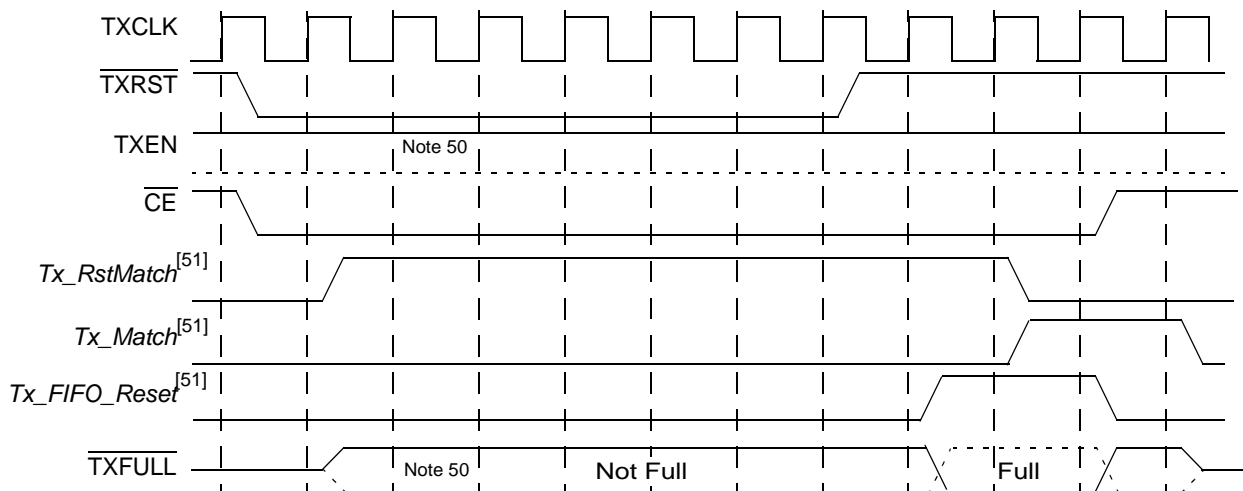 TXCLK
TXRST
TXEN
Note 50
CE
Tx_RstMatch[51]
Tx_Match[51]
Tx_FIFO_Reset[51]
TXFULL
Note 50
Not Full
Full